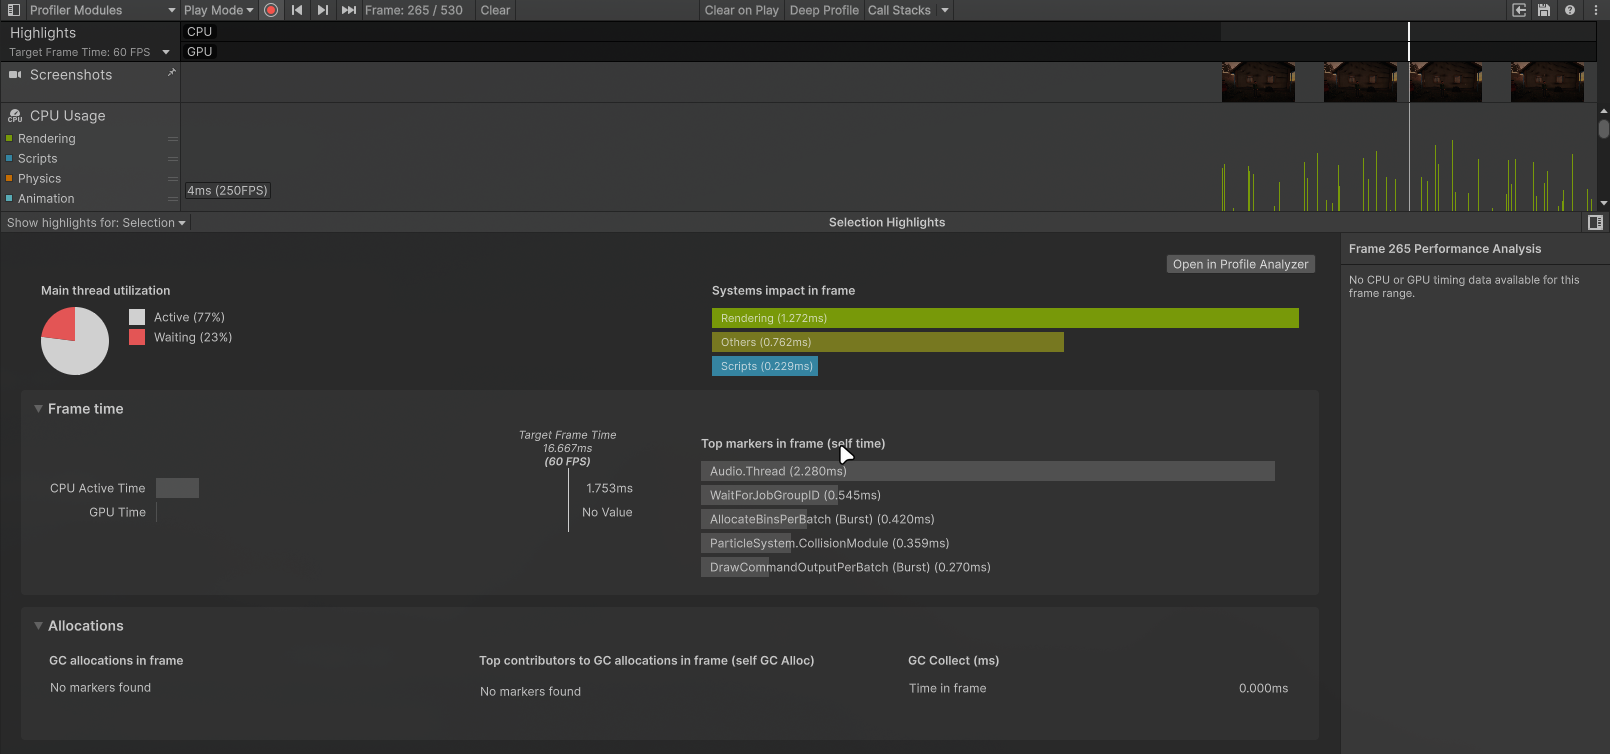 Profiler Modules
Play Mode
Frame: 265 / 530
Clear
Clear on Play
Deep Profile
Call Stacks
Highlights
Target Frame Time: 60 FPS
CPU
GPU
Screenshots
CPU
CPU Usage
Rendering
Scripts
Physics
Animation
4ms (250FPS)
Show highlights for: Selection
Selection Highlights
Open in Profile Analyzer
Main thread utilization
Active (77%)
Waiting (23%)
Systems impact in frame
Rendering (1.272ms)
Others (0.762ms)
Scripts (0.229ms)
Frame time
Target Frame Time
16.667ms
(60 FPS)
CPU Active Time
1.753ms
GPU Time
No Value
Top markers in frame (self time)
Audio.Thread (2.280ms)
WaitForJobGroupID (0.545ms)
AllocateBinsPerBatch (Burst) (0.420ms)
ParticleSystem.CollisionModule (0.359ms)
DrawCommandOutputPerBatch (Burst) (0.270ms)
Allocations
GC allocations in frame
No markers found
Top contributors to GC allocations in frame (self GC Alloc)
No markers found
GC Collect (ms)
Time in frame
0.000ms
Frame 265 Performance Analysis
No CPU or GPU timing data available for this
frame range.